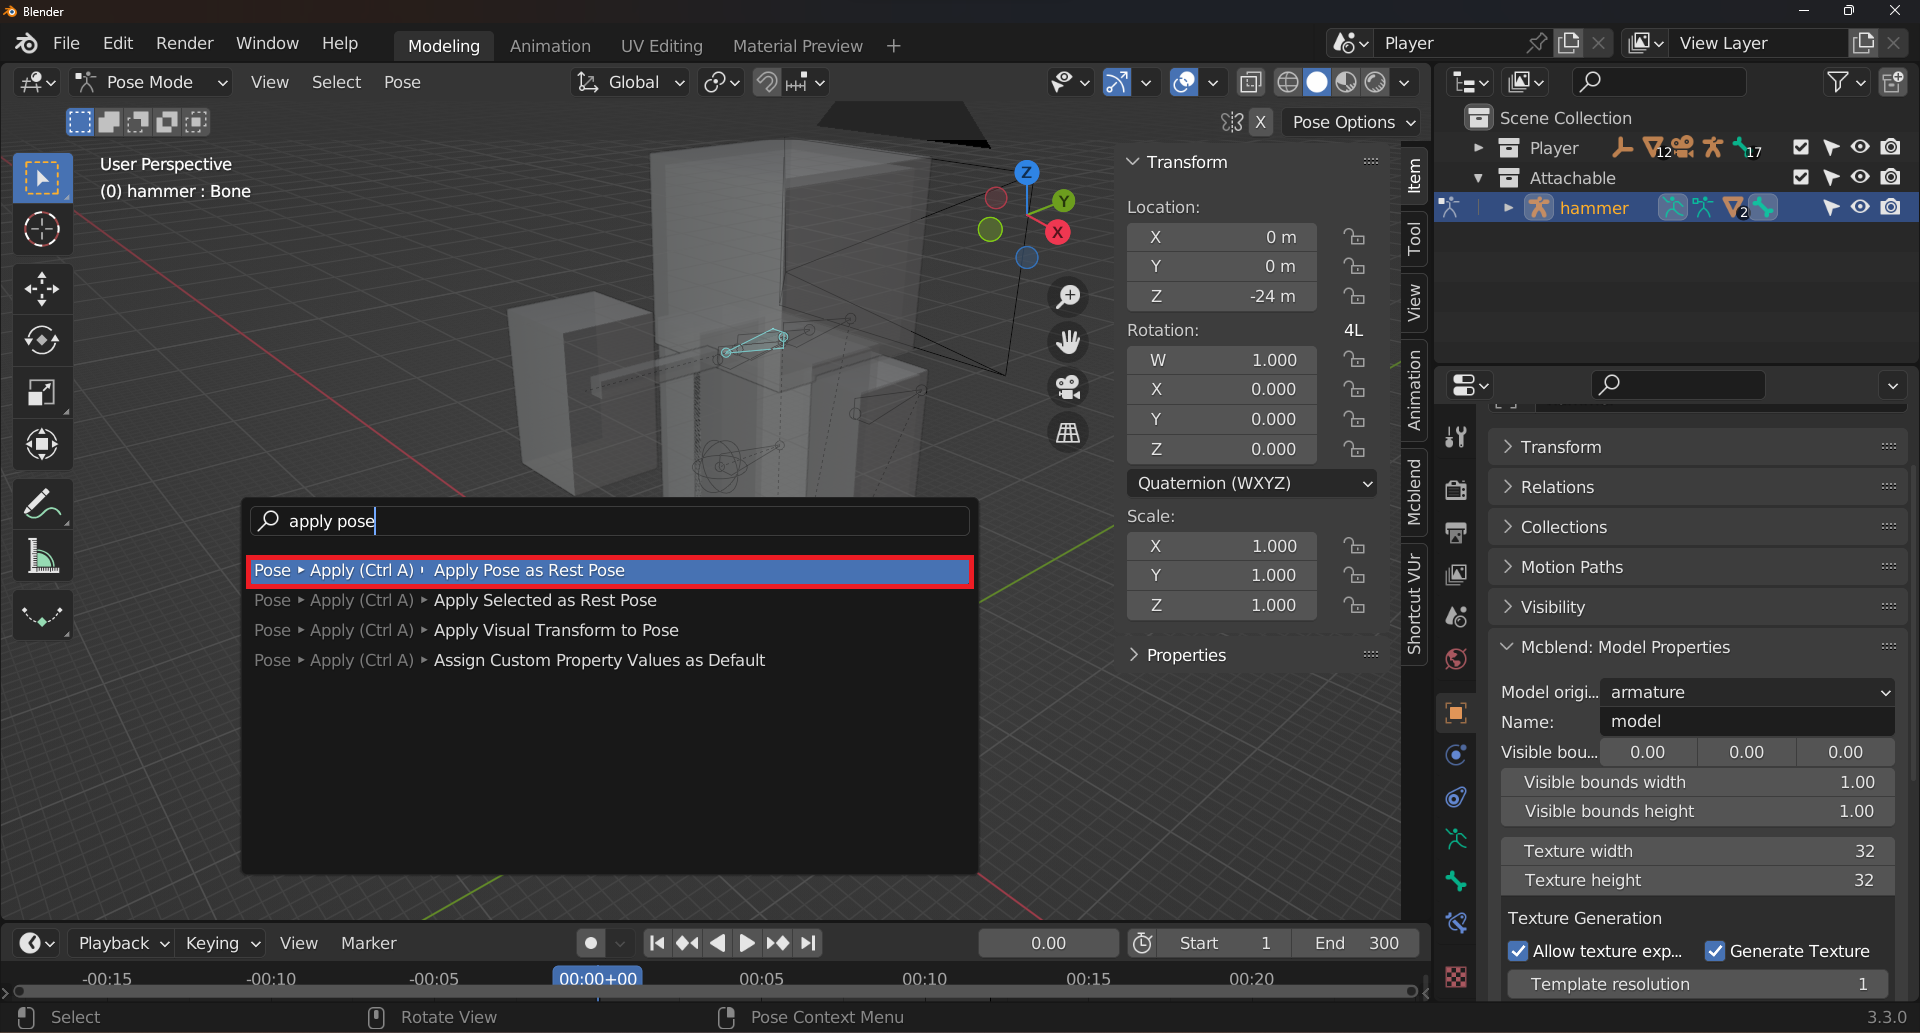 Blender
File Edit Render Window Help Modeling Animation UV Editing Material Preview + Player View Layer
Pose Mode View Select Pose Global
X Pose Options
User Perspective
(0) hammer : Bone
Z
Y
X
Transform
Location:
X 0 m
Y 0 m
Z -24 m
Rotation: 4L
W 1.000
X 0.000
Y 0.000
Z 0.000
Quaternion (WXYZ)
Scale:
X 1.000
Y 1.000
Z 1.000
Properties
Item
Tool
View
Animation
Mcblend
Shortcut VUr
apply pose
Pose ▸ Apply (Ctrl A) ▸ Apply Pose as Rest Pose
Pose ▸ Apply (Ctrl A) ▸ Apply Selected as Rest Pose
Pose ▸ Apply (Ctrl A) ▸ Apply Visual Transform to Pose
Pose ▸ Apply (Ctrl A) ▸ Assign Custom Property Values as Default
Scene Collection
Player 12 17
Attachable
hammer 2
Transform
Relations
Collections
Motion Paths
Visibility
Mcblend: Model Properties
Model origi... armature
Name: model
Visible bou... 0.00 0.00 0.00
Visible bounds width 1.00
Visible bounds height 1.00
Texture width 32
Texture height 32
Texture Generation
Allow texture exp... Generate Texture
Template resolution 1
Playback Keying View Marker 0.00 Start 1 End 300
-00:15 -00:10 -00:05 00:00+00 00:05 00:10 00:15 00:20
Select Rotate View Pose Context Menu 3.3.0